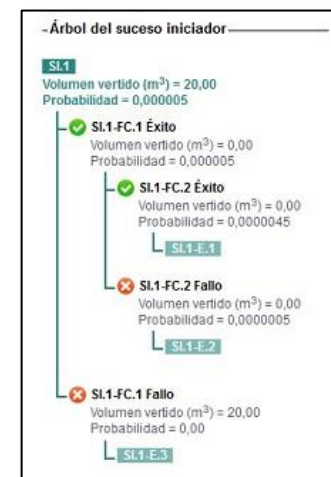 Árbol del suceso iniciador
SI.1
Volumen vertido (m³) = 20,00
Probabilidad = 0,000005
SI.1-FC.1 Éxito
Volumen vertido (m³) = 0,00
Probabilidad = 0,000005
SI.1-FC.2 Éxito
Volumen vertido (m³) = 0,00
Probabilidad = 0,0000045
SI.1-E.1
SI.1-FC.2 Fallo
Volumen vertido (m³) = 0,00
Probabilidad = 0,0000005
SI.1-E.2
SI.1-FC.1 Fallo
Volumen vertido (m³) = 20,00
Probabilidad = 0,00
SI.1-E.3